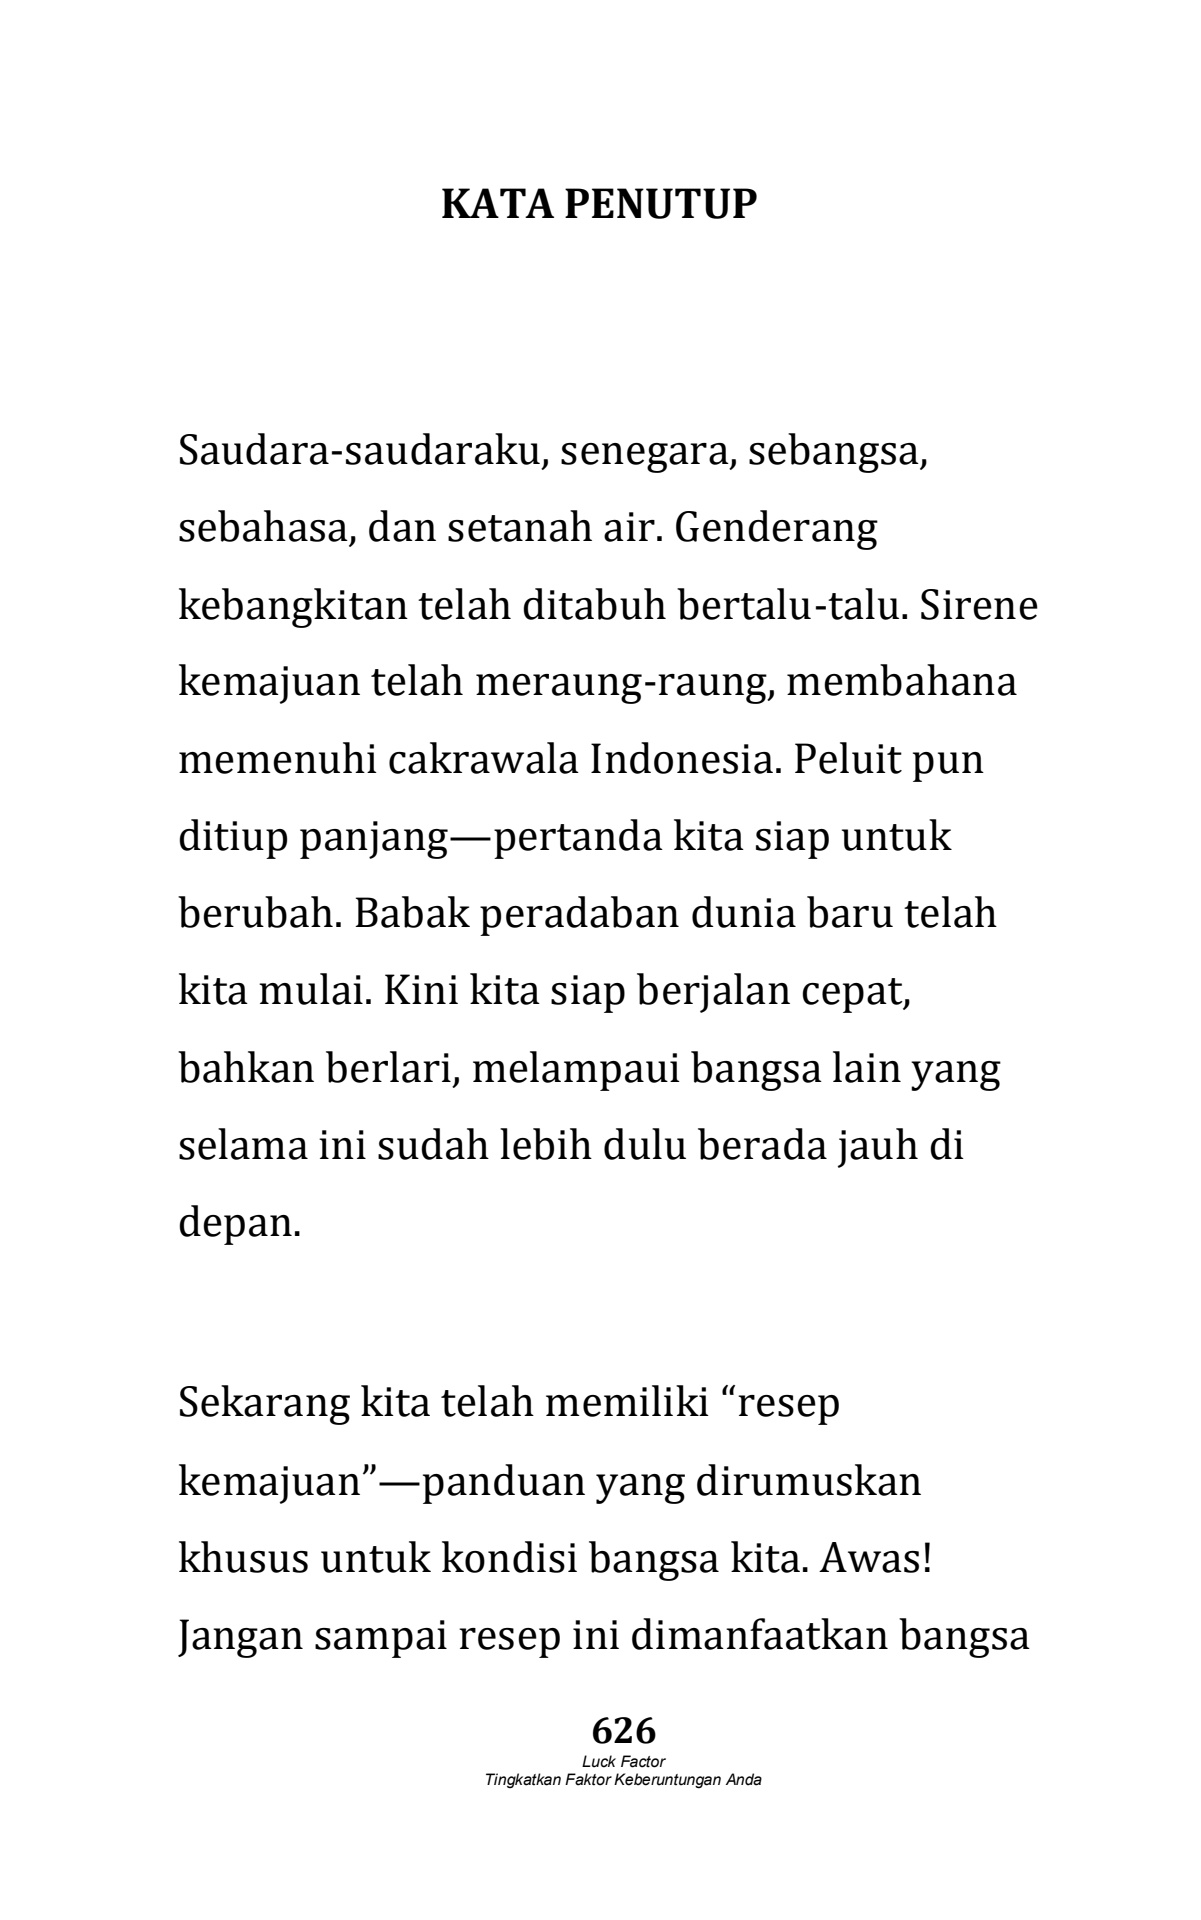 KATA PENUTUP
Saudara-saudaraku, senegara, sebangsa,
sebahasa, dan setanah air. Genderang
kebangkitan telah ditabuh bertalu-talu. Sirene
kemajuan telah meraung-raung, membahana
memenuhi cakrawala Indonesia. Peluit pun
ditiup panjang—pertanda kita siap untuk
berubah. Babak peradaban dunia baru telah
kita mulai. Kini kita siap berjalan cepat,
bahkan berlari, melampaui bangsa lain yang
selama ini sudah lebih dulu berada jauh di
depan.
Sekarang kita telah memiliki “resep
kemajuan”—panduan yang dirumuskan
khusus untuk kondisi bangsa kita. Awas!
Jangan sampai resep ini dimanfaatkan bangsa
626
Luck Factor
Tingkatkan Faktor Keberuntungan Anda